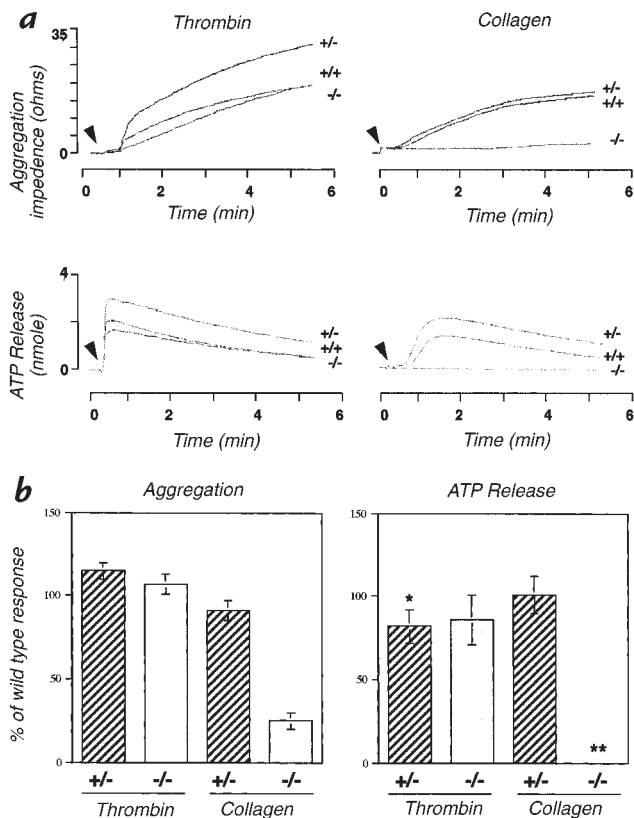 a
Thrombin
Collagen
Aggregation
impedence (ohms)
35
0
+/-
+/+
-/-
+/-
+/+
-/-
0 2 4 6
Time (min)
0 2 4 6
Time (min)
ATP Release
(nmole)
4
0
+/-
+/+
-/-
+/-
+/+
-/-
0 2 4 6
Time (min)
0 2 4 6
Time (min)
b
Aggregation
ATP Release
% of wild type response
150
100
50
0
150
100
50
0
*
**
+/- -/- +/- -/-
Thrombin Collagen
+/- -/- +/- -/-
Thrombin Collagen